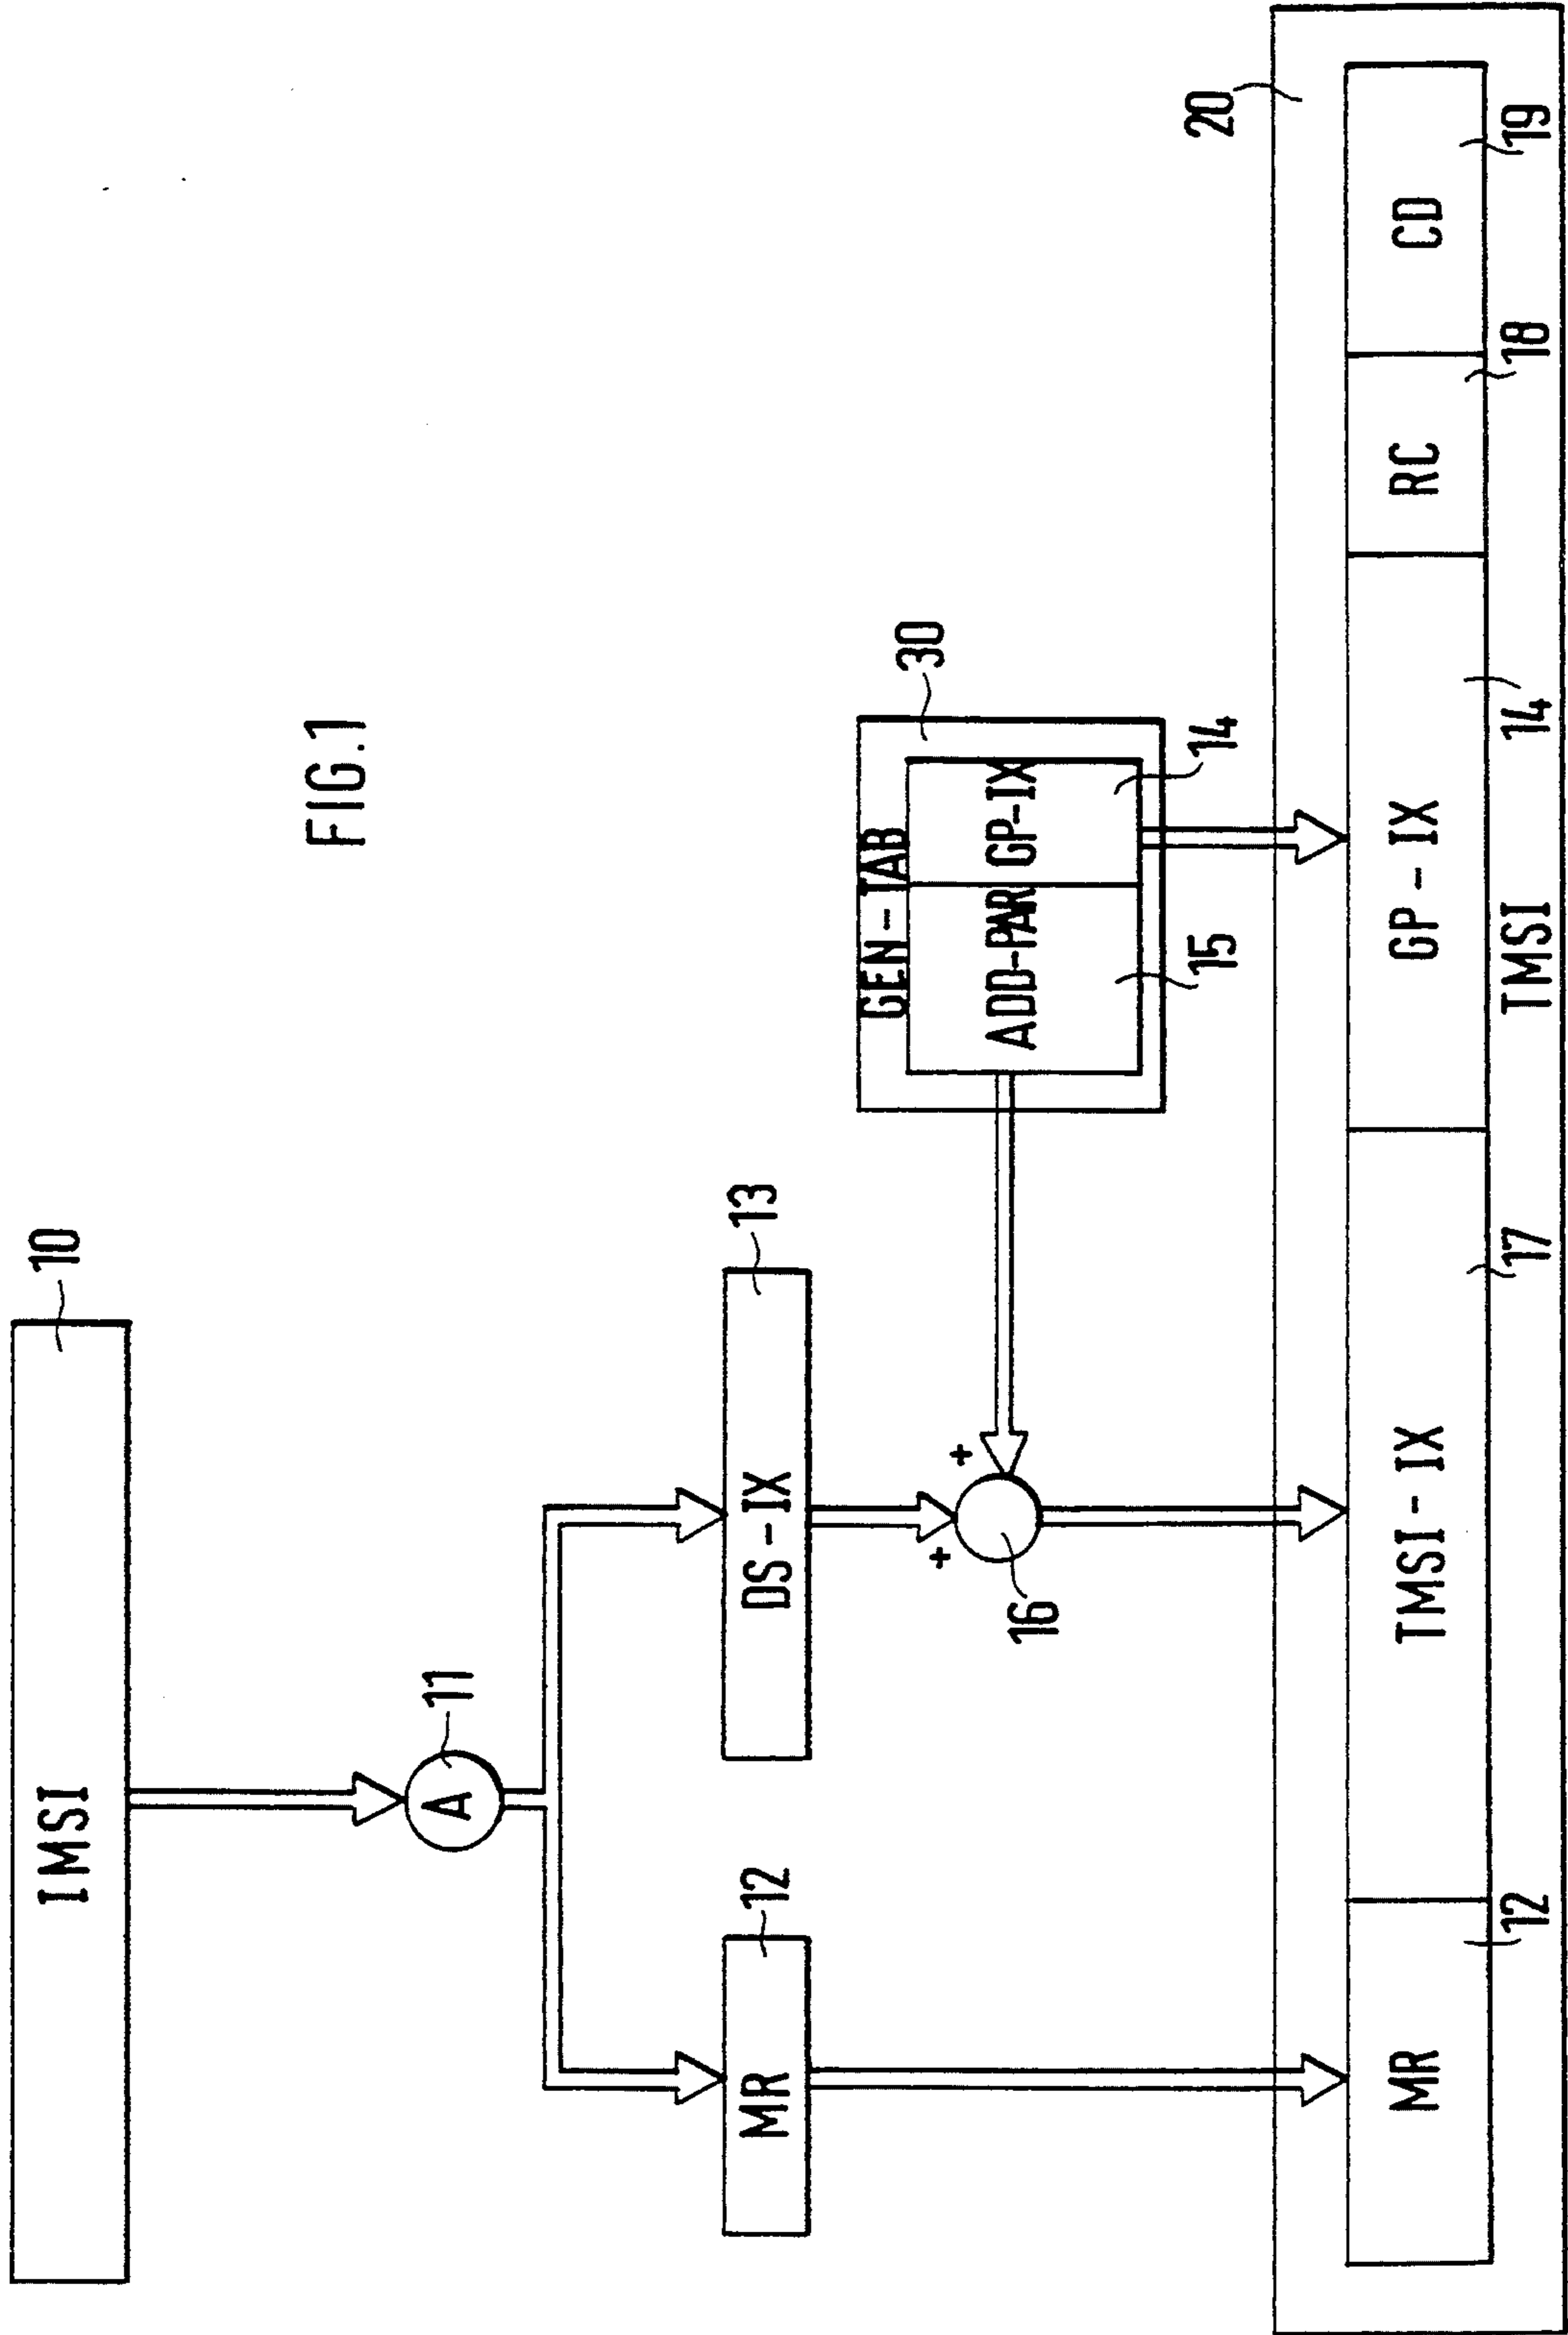 FIG.1
IMSI
10
A
11
MR
12
DS-IX
13
GEN-TAB
30
ADD-PAR
GP-IX
15
14
+
+
16
20
MR
TMSI-IX
GP-IX
RC
CD
12
17
TMSI
14
18
19